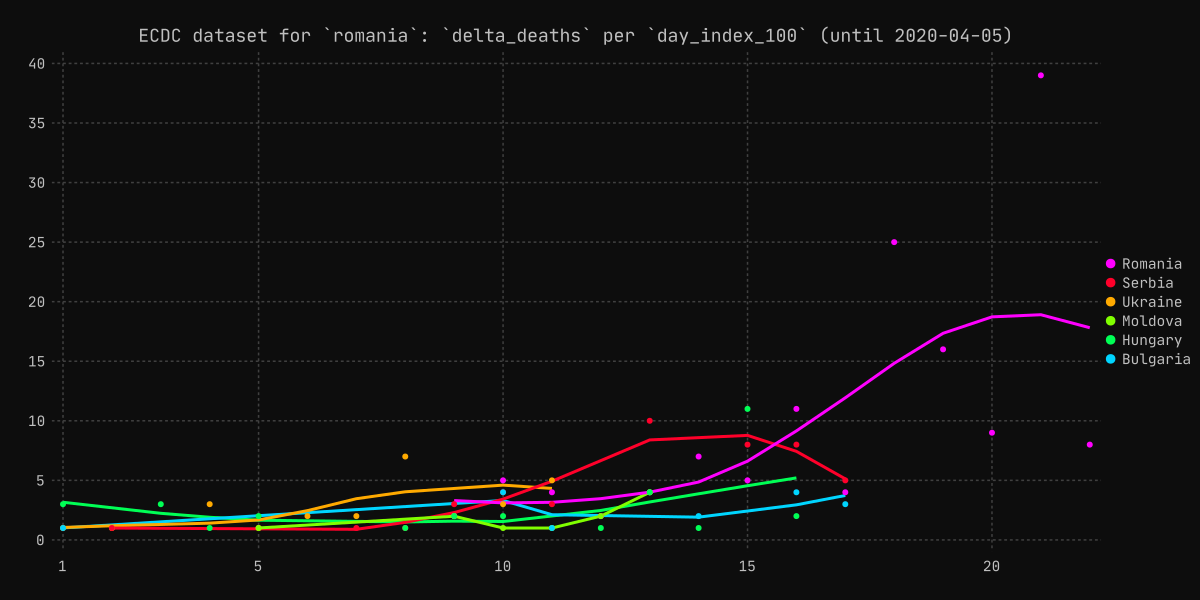 ECDC dataset for `romania`: `delta_deaths` per `day_index_100` (until 2020-04-05)
40
35
30
25
20
15
10
5
0
1 5 10 15 20
Romania
Serbia
Ukraine
Moldova
Hungary
Bulgaria